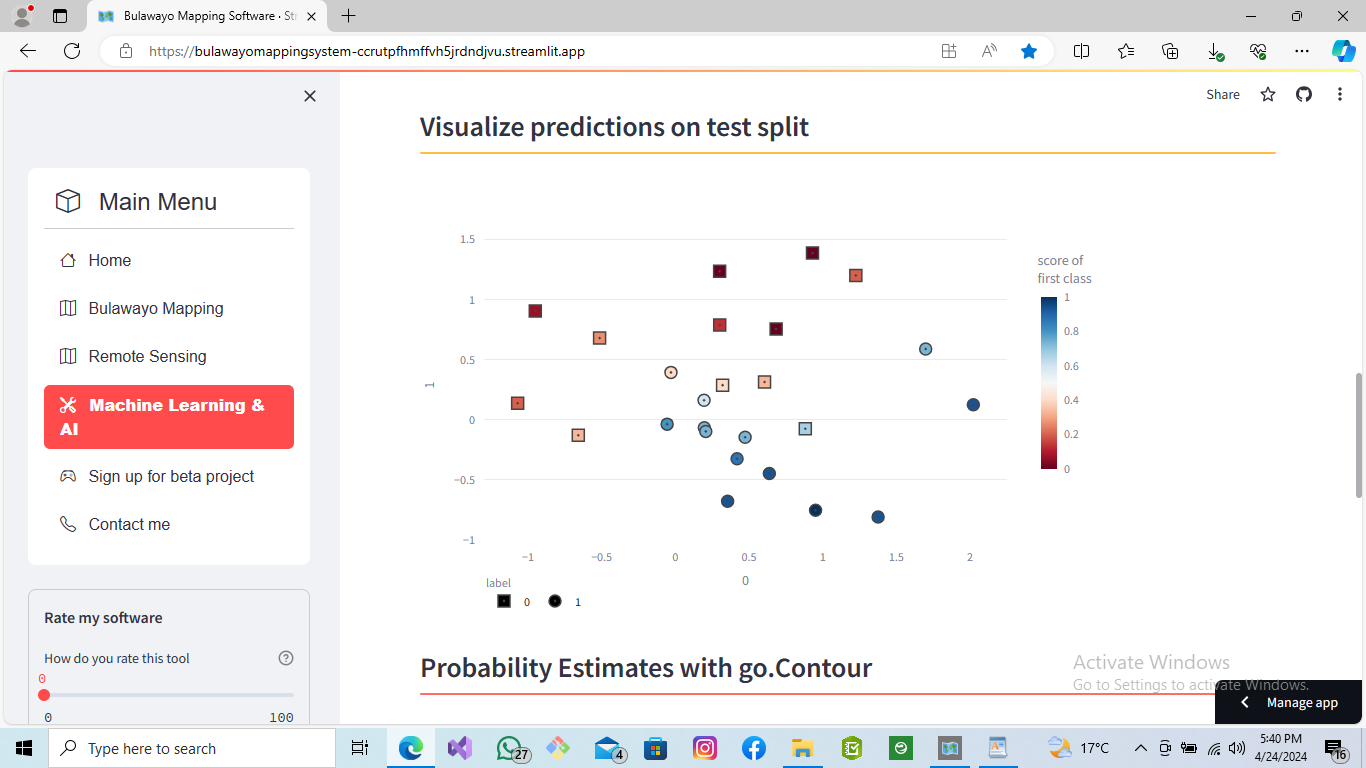 Bulawayo Mapping Software · Str
https://bulawayomappingsystem-ccrutpfhmffvh5jrdndjvu.streamlit.app
Share
Main Menu
Home
Bulawayo Mapping
Remote Sensing
Machine Learning &
AI
Sign up for beta project
Contact me
Rate my software
How do you rate this tool
0
0 100
Visualize predictions on test split
1.5
1
0.5
0
−0.5
−1
1
−1 −0.5 0 0.5 1 1.5 2
0
label
0 1
score of
first class
1
0.8
0.6
0.4
0.2
0
Probability Estimates with go.Contour
Activate Windows
Go to Settings to activate Windows.
Manage app
Type here to search
27
4
17°C
5:40 PM
4/24/2024
16